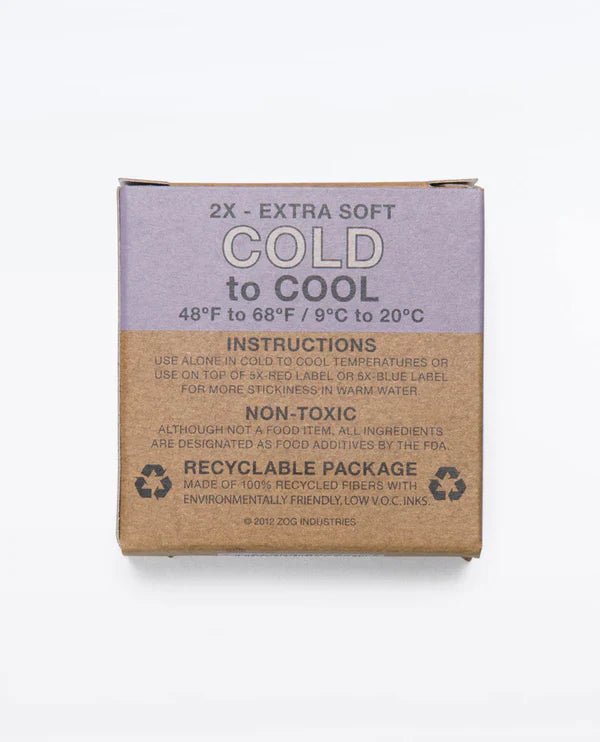 2X - EXTRA SOFT
COLD
to COOL
48°F to 68°F / 9°C to 20°C
INSTRUCTIONS
USE ALONE IN COLD TO COOL TEMPERATURES OR
USE ON TOP OF 5X-RED LABEL OR 6X-BLUE LABEL
FOR MORE STICKINESS IN WARM WATER.
NON-TOXIC
ALTHOUGH NOT A FOOD ITEM, ALL INGREDIENTS
ARE DESIGNATED AS FOOD ADDITIVES BY THE FDA.
RECYCLABLE PACKAGE
MADE OF 100% RECYCLED FIBERS WITH
ENVIRONMENTALLY FRIENDLY, LOW V.O.C. INKS.
© 2012 ZOG INDUSTRIES